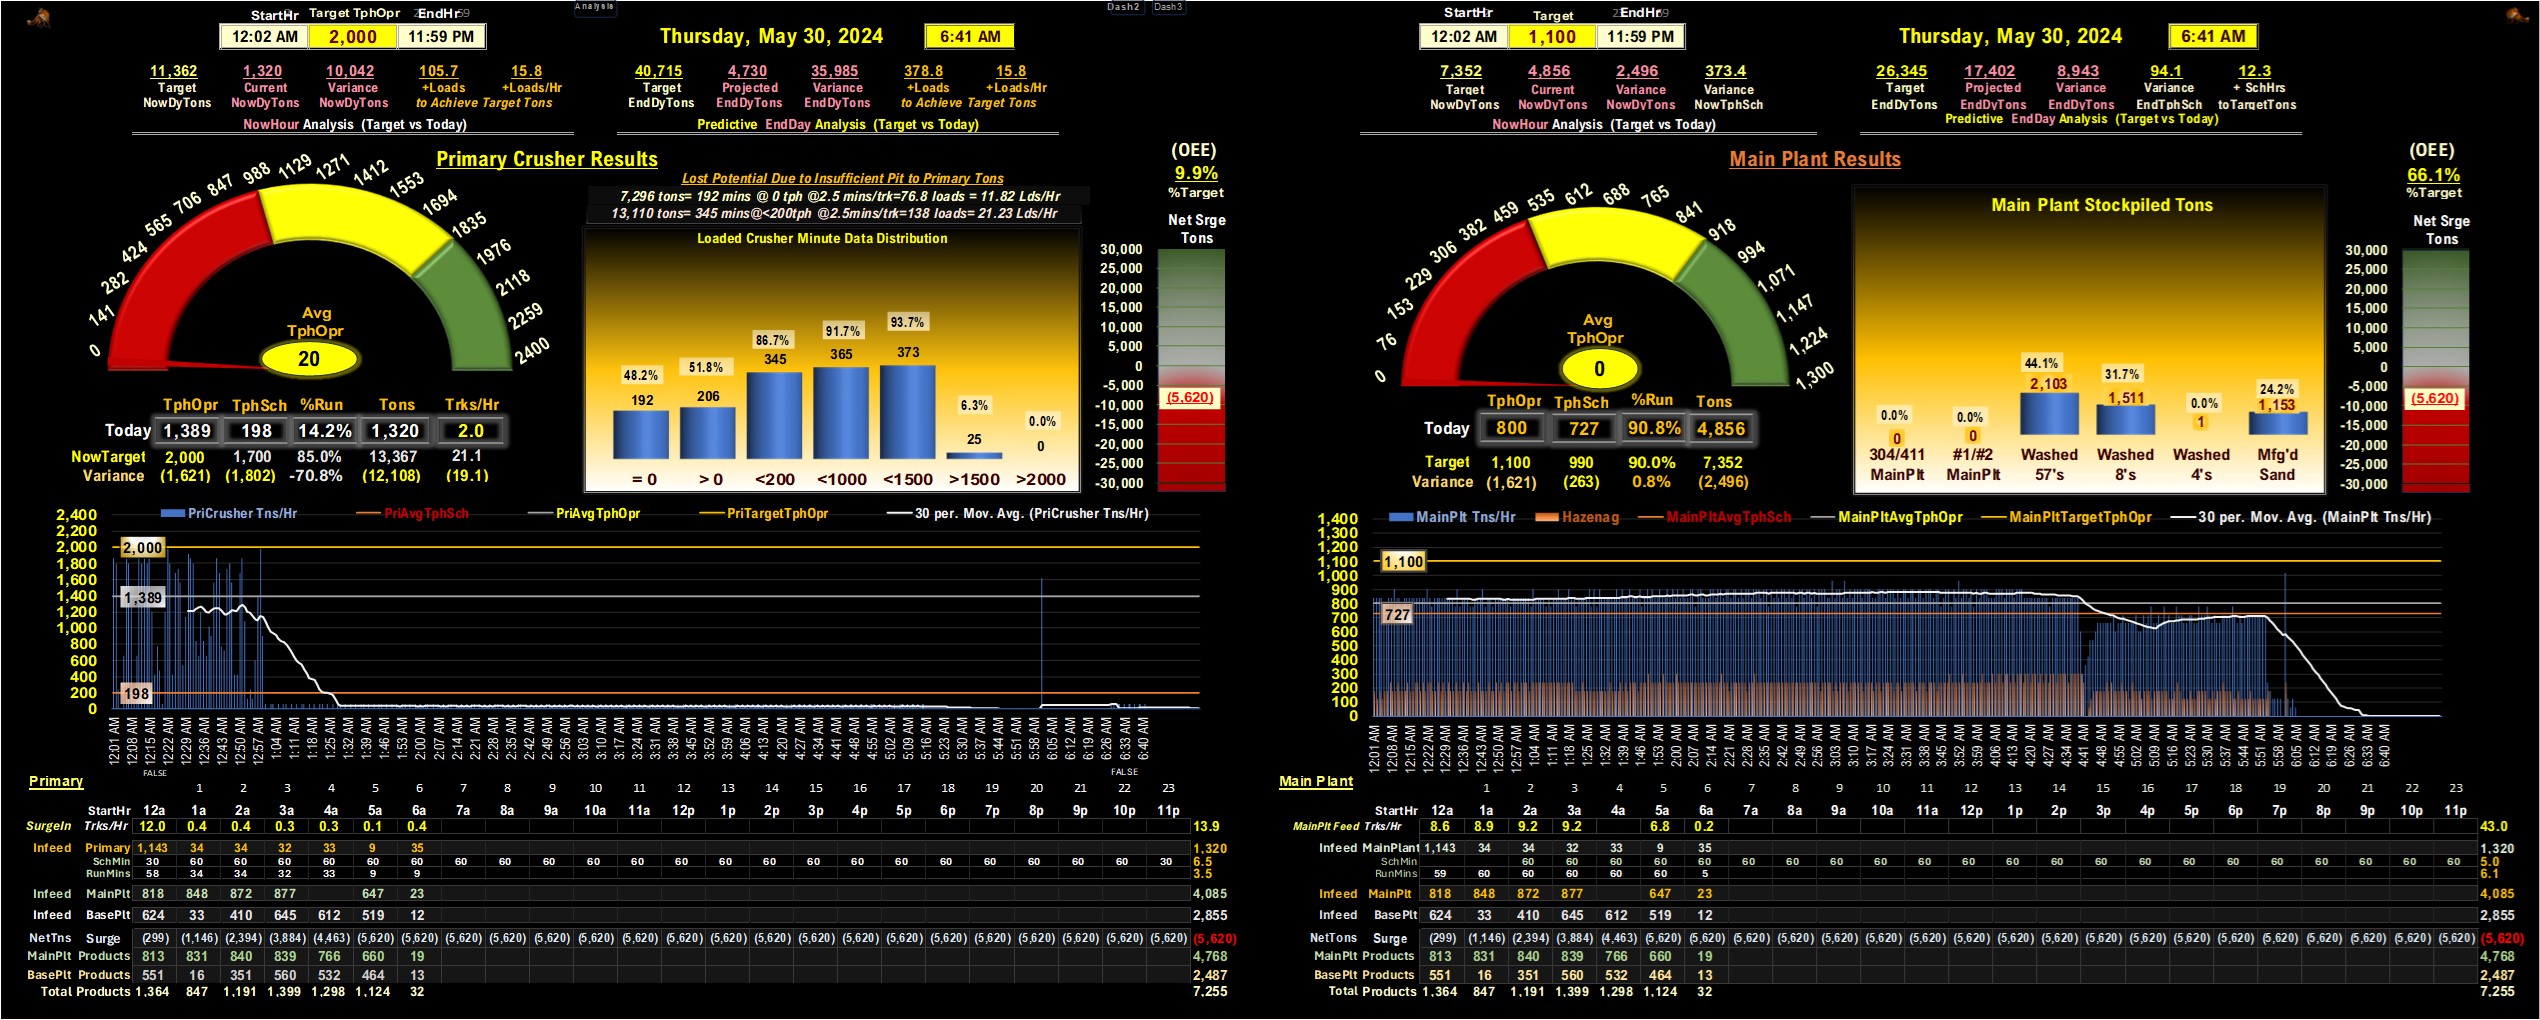 Analysis
Dash2 Dash3
StartHr Target TphOpr EndHr
12:02 AM 2,000 11:59 PM
Thursday, May 30, 2024 6:41 AM
11,362 1,320 10,042 105.7 15.8
Target Current Variance +Loads +Loads/Hr
NowDyTons NowDyTons NowDyTons to Achieve Target Tons
NowHour Analysis (Target vs Today)
40,715 4,730 35,985 378.8 15.8
Target Projected Variance +Loads +Loads/Hr
EndDyTons EndDyTons EndDyTons to Achieve Target Tons
Predictive EndDay Analysis (Target vs Today)
Primary Crusher Results
0 141 282 424 565 706 847 988 1129 1271 1412 1553 1694 1835 1976 2118 2259 2400
Avg
TphOpr
20
Lost Potential Due to Insufficient Pit to Primary Tons
7,296 tons= 192 mins @ 0 tph @2.5 mins/trk=76.8 loads = 11.82 Lds/Hr
13,110 tons= 345 mins@<200tph @2.5mins/trk=138 loads= 21.23 Lds/Hr
Loaded Crusher Minute Data Distribution
48.2% 51.8% 86.7% 91.7% 93.7% 6.3% 0.0%
192 206 345 365 373 25 0
= 0 > 0 <200 <1000 <1500 >1500 >2000
(OEE)
9.9%
%Target
Net Srge
Tons
30,000
25,000
20,000
15,000
10,000
5,000
0
-5,000
(5,620)
-10,000
-15,000
-20,000
-25,000
-30,000
TphOpr TphSch %Run Tons Trks/Hr
Today 1,389 198 14.2% 1,320 2.0
NowTarget 2,000 1,700 85.0% 13,367 21.1
Variance (1,621) (1,802) -70.8% (12,108) (19.1)
PriCrusher Tns/Hr PriAvgTphSch PriAvgTphOpr PriTargetTphOpr 30 per. Mov. Avg. (PriCrusher Tns/Hr)
2,400
2,200
2,000 2,000
1,800
1,600
1,400 1,389
1,200
1,000
800
600
400
200 198
0
12:01 AM 12:08 AM 12:15 AM 12:22 AM 12:29 AM 12:36 AM 12:43 AM 12:50 AM 12:57 AM 1:04 AM 1:11 AM 1:18 AM 1:25 AM 1:32 AM 1:39 AM 1:46 AM 1:53 AM 2:00 AM 2:07 AM 2:14 AM 2:21 AM 2:28 AM 2:35 AM 2:42 AM 2:49 AM 2:56 AM 3:03 AM 3:10 AM 3:17 AM 3:24 AM 3:31 AM 3:38 AM 3:45 AM 3:52 AM 3:59 AM 4:06 AM 4:13 AM 4:20 AM 4:27 AM 4:34 AM 4:41 AM 4:48 AM 4:55 AM 5:02 AM 5:09 AM 5:16 AM 5:23 AM 5:30 AM 5:37 AM 5:44 AM 5:51 AM 5:58 AM 6:05 AM 6:12 AM 6:19 AM 6:26 AM 6:33 AM 6:40 AM
FALSE FALSE
Primary
1 2 3 4 5 6 7 8 9 10 11 12 13 14 15 16 17 18 19 20 21 22 23
StartHr 12a 1a 2a 3a 4a 5a 6a 7a 8a 9a 10a 11a 12p 1p 2p 3p 4p 5p 6p 7p 8p 9p 10p 11p
SurgeIn Trks/Hr 12.0 0.4 0.4 0.3 0.3 0.1 0.4 13.9
Infeed Primary 1,143 34 34 32 33 9 35 1,320
SchMin 30 60 60 60 60 60 60 60 60 60 60 60 60 60 60 60 60 60 60 60 60 60 60 30 6.5
RunMins 58 34 34 32 33 9 9 3.5
Infeed MainPlt 818 848 872 877 647 23 4,085
Infeed BasePlt 624 33 410 645 612 519 12 2,855
NetTns Surge (299) (1,146) (2,394) (3,884) (4,463) (5,620) (5,620) (5,620) (5,620) (5,620) (5,620) (5,620) (5,620) (5,620) (5,620) (5,620) (5,620) (5,620) (5,620) (5,620) (5,620) (5,620) (5,620) (5,620) (5,620)
MainPlt Products 813 831 840 839 766 660 19 4,768
BasePlt Products 551 16 351 560 532 464 13 2,487
Total Products 1,364 847 1,191 1,399 1,298 1,124 32 7,255
StartHr Target EndHr
12:02 AM 1,100 11:59 PM
Thursday, May 30, 2024 6:41 AM
7,352 4,856 2,496 373.4
Target Current Variance Variance
NowDyTons NowDyTons NowDyTons NowTphSch
NowHour Analysis (Target vs Today)
26,345 17,402 8,943 94.1 12.3
Target Projected Variance Variance + SchHrs
EndDyTons EndDyTons EndDyTons EndTphSch toTargetTons
Predictive EndDay Analysis (Target vs Today)
Main Plant Results
0 76 153 229 306 382 459 535 612 688 765 841 918 994 1,071 1,147 1,224 1,300
Avg
TphOpr
0
Main Plant Stockpiled Tons
0.0% 0.0% 44.1% 31.7% 0.0% 24.2%
0 0 2,103 1,511 1 1,153
304/411 #1/#2 Washed Washed Washed Mfg'd
MainPlt MainPlt 57's 8's 4's Sand
(OEE)
66.1%
%Target
Net Srge
Tons
30,000
25,000
20,000
15,000
10,000
5,000
0
-5,000
(5,620)
-10,000
-15,000
-20,000
-25,000
-30,000
TphOpr TphSch %Run Tons
Today 800 727 90.8% 4,856
Target 1,100 990 90.0% 7,352
Variance (1,621) (263) 0.8% (2,496)
MainPlt Tns/Hr Hazenag MainPltAvgTphSch MainPltAvgTphOpr MainPltTargetTphOpr 30 per. Mov. Avg. (MainPlt Tns/Hr)
1,400
1,300
1,200
1,100 1,100
1,000
900
800
700 727
600
500
400
300
200
100
0
12:01 AM 12:08 AM 12:15 AM 12:22 AM 12:29 AM 12:36 AM 12:43 AM 12:50 AM 12:57 AM 1:04 AM 1:11 AM 1:18 AM 1:25 AM 1:32 AM 1:39 AM 1:46 AM 1:53 AM 2:00 AM 2:07 AM 2:14 AM 2:21 AM 2:28 AM 2:35 AM 2:42 AM 2:49 AM 2:56 AM 3:03 AM 3:10 AM 3:17 AM 3:24 AM 3:31 AM 3:38 AM 3:45 AM 3:52 AM 3:59 AM 4:06 AM 4:13 AM 4:20 AM 4:27 AM 4:34 AM 4:41 AM 4:48 AM 4:55 AM 5:02 AM 5:09 AM 5:16 AM 5:23 AM 5:30 AM 5:37 AM 5:44 AM 5:51 AM 5:58 AM 6:05 AM 6:12 AM 6:19 AM 6:26 AM 6:33 AM 6:40 AM
Main Plant
1 2 3 4 5 6 7 8 9 10 11 12 13 14 15 16 17 18 19 20 21 22 23
StartHr 12a 1a 2a 3a 4a 5a 6a 7a 8a 9a 10a 11a 12p 1p 2p 3p 4p 5p 6p 7p 8p 9p 10p 11p
MainPlt Feed Trks/Hr 8.6 8.9 9.2 9.2 6.8 0.2 43.0
Infeed MainPlant 1,143 34 34 32 33 9 35 1,320
SchMin 60 60 60 60 60 60 60 60 60 60 60 60 60 60 60 60 60 60 60 60 60 60 5.0
RunMins 59 60 60 60 60 60 5 6.1
Infeed MainPlt 818 848 872 877 647 23 4,085
Infeed BasePlt 624 33 410 645 612 519 12 2,855
NetTons Surge (299) (1,146) (2,394) (3,884) (4,463) (5,620) (5,620) (5,620) (5,620) (5,620) (5,620) (5,620) (5,620) (5,620) (5,620) (5,620) (5,620) (5,620) (5,620) (5,620) (5,620) (5,620) (5,620) (5,620) (5,620)
MainPlt Products 813 831 840 839 766 660 19 4,768
BasePlt Products 551 16 351 560 532 464 13 2,487
Total Products 1,364 847 1,191 1,399 1,298 1,124 32 7,255